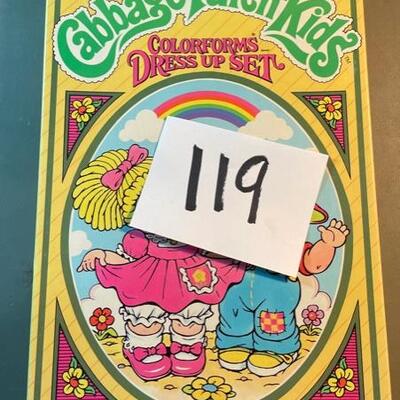 Cabbage Patch Kids
COLORFORMS
DRESS UP SET
119